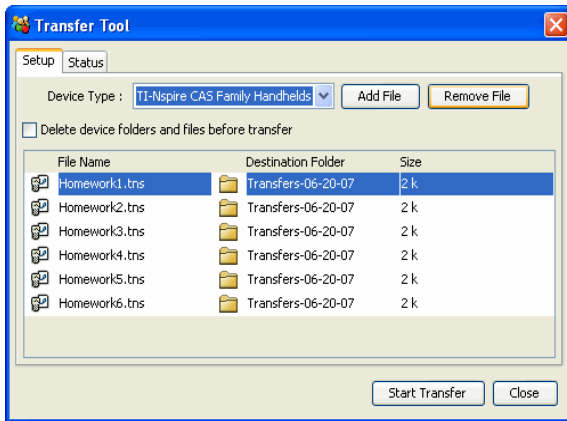 Transfer Tool
Setup Status
Device Type : TI-Nspire CAS Family Handhelds Add File Remove File
Delete device folders and files before transfer
File Name Destination Folder Size
Homework1.tns Transfers-06-20-07 2 k
Homework2.tns Transfers-06-20-07 2 k
Homework3.tns Transfers-06-20-07 2 k
Homework4.tns Transfers-06-20-07 2 k
Homework5.tns Transfers-06-20-07 2 k
Homework6.tns Transfers-06-20-07 2 k
Start Transfer Close